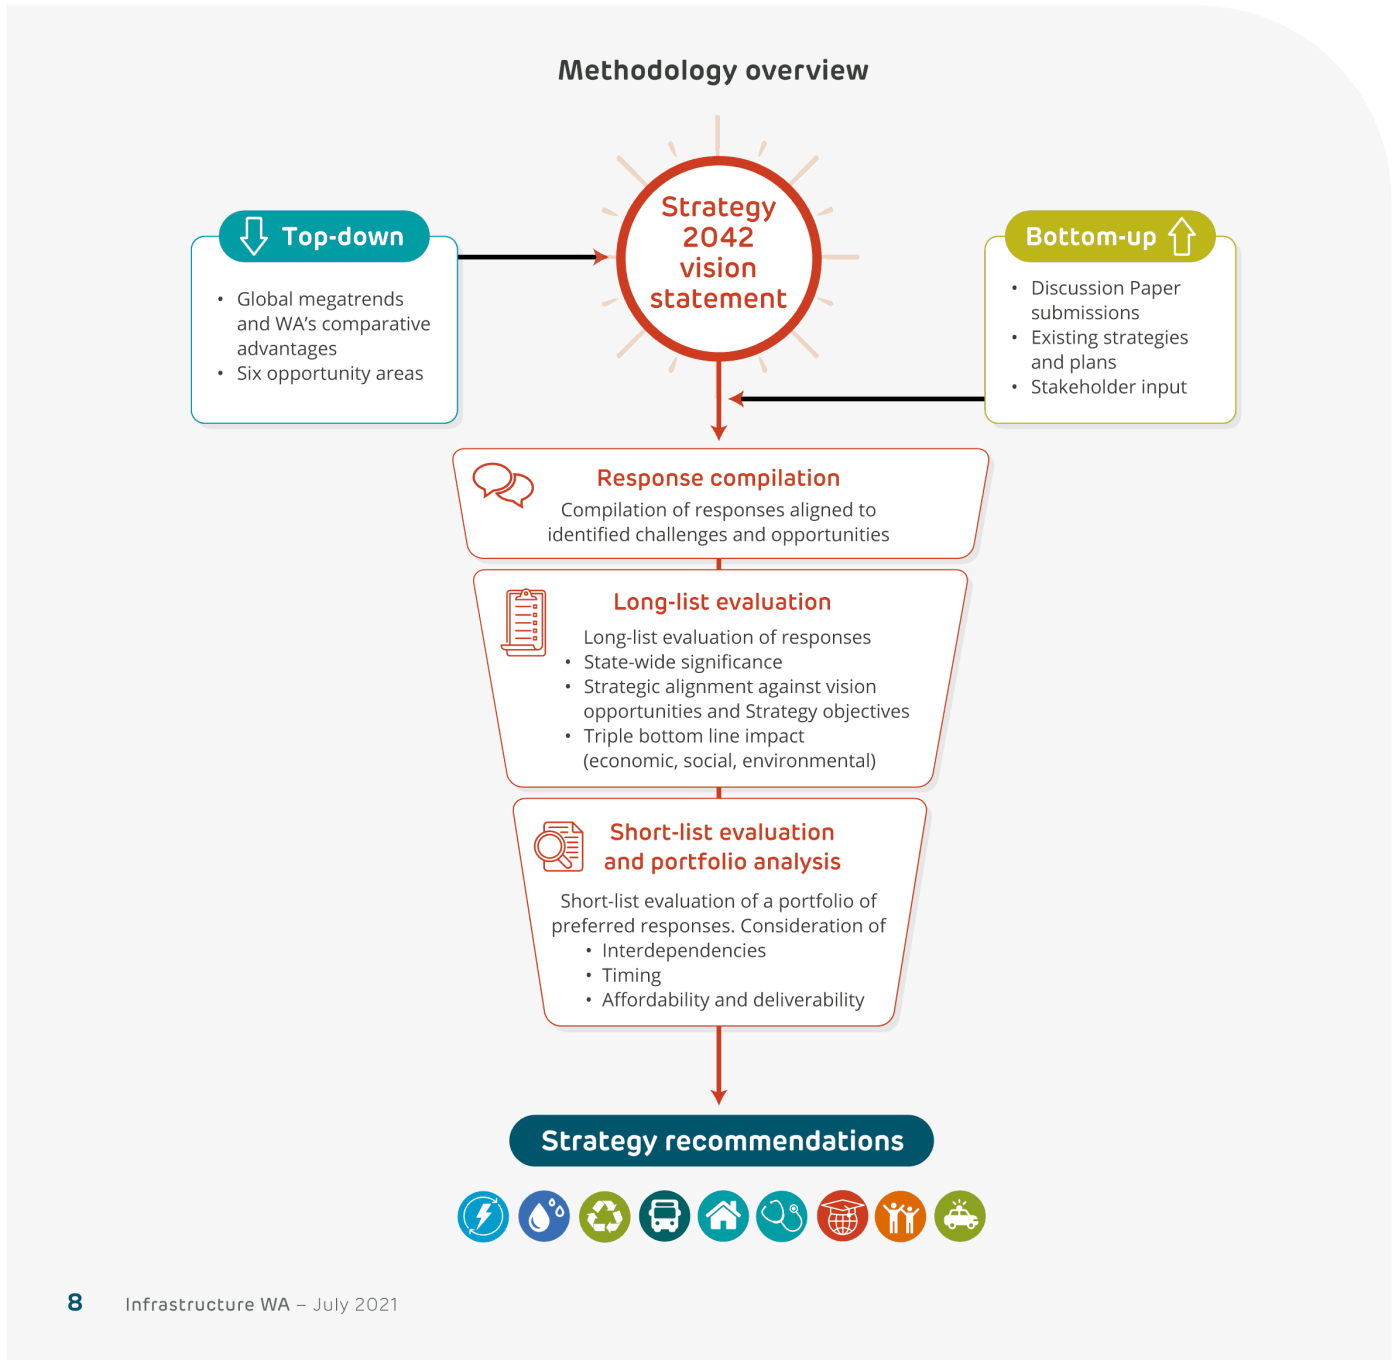 Methodology overview
Top-down
• Global megatrends
and WA’s comparative
advantages
• Six opportunity areas
Strategy
2042
vision
statement
Bottom-up
• Discussion Paper
submissions
• Existing strategies
and plans
• Stakeholder input
Response compilation
Compilation of responses aligned to
identified challenges and opportunities
Long-list evaluation
Long-list evaluation of responses
• State-wide significance
• Strategic alignment against vision
opportunities and Strategy objectives
• Triple bottom line impact
(economic, social, environmental)
Short-list evaluation
and portfolio analysis
Short-list evaluation of a portfolio of
preferred responses. Consideration of
• Interdependencies
• Timing
• Affordability and deliverability
Strategy recommendations
8 Infrastructure WA – July 2021